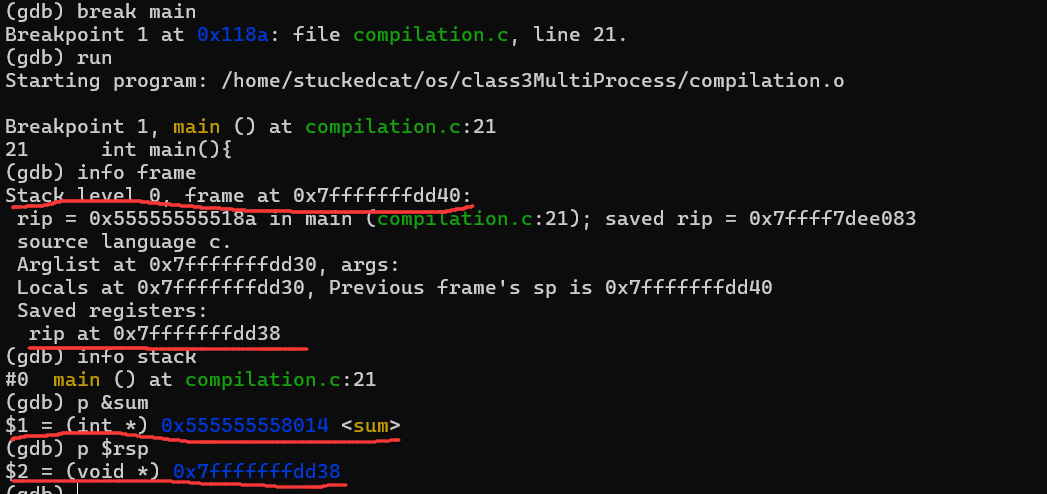 (gdb) break main
Breakpoint 1 at 0x118a: file compilation.c, line 21.
(gdb) run
Starting program: /home/stuckedcat/os/class3MultiProcess/compilation.o
Breakpoint 1, main () at compilation.c:21
21 int main(){
(gdb) info frame
Stack level 0, frame at 0x7fffffffdd40:
rip = 0x55555555518a in main (compilation.c:21); saved rip = 0x7ffff7dee083
source language c.
Arglist at 0x7fffffffdd30, args:
Locals at 0x7fffffffdd30, Previous frame's sp is 0x7fffffffdd40
Saved registers:
rip at 0x7fffffffdd38
(gdb) info stack
#0 main () at compilation.c:21
(gdb) p &sum
$1 = (int *) 0x555555558014 <sum>
(gdb) p $rsp
$2 = (void *) 0x7fffffffdd38
(gdb)